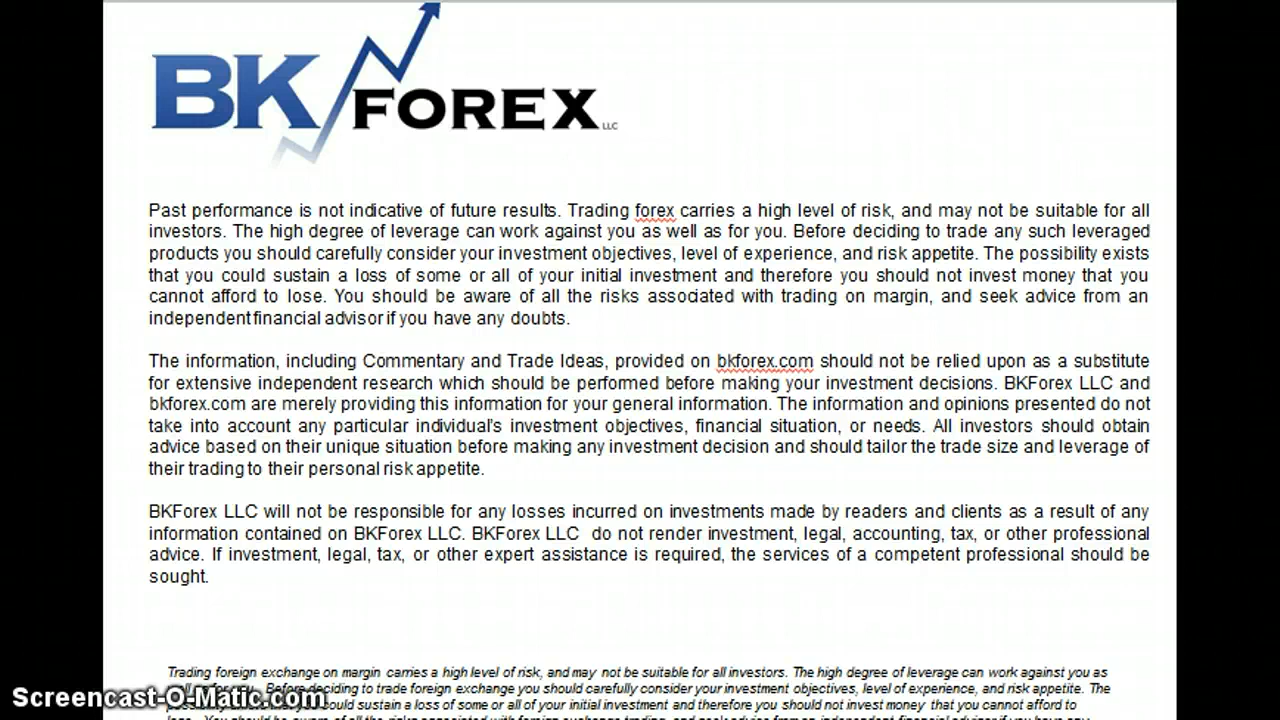 BK FOREX LLC
Past performance is not indicative of future results. Trading forex carries a high level of risk, and may not be suitable for all
investors. The high degree of leverage can work against you as well as for you. Before deciding to trade any such leveraged
products you should carefully consider your investment objectives, level of experience, and risk appetite. The possibility exists
that you could sustain a loss of some or all of your initial investment and therefore you should not invest money that you
cannot afford to lose. You should be aware of all the risks associated with trading on margin, and seek advice from an
independent financial advisor if you have any doubts.
The information, including Commentary and Trade Ideas, provided on bkforex.com should not be relied upon as a substitute
for extensive independent research which should be performed before making your investment decisions. BKForex LLC and
bkforex.com are merely providing this information for your general information. The information and opinions presented do not
take into account any particular individual's investment objectives, financial situation, or needs. All investors should obtain
advice based on their unique situation before making any investment decision and should tailor the trade size and leverage of
their trading to their personal risk appetite.
BKForex LLC will not be responsible for any losses incurred on investments made by readers and clients as a result of any
information contained on BKForex LLC. BKForex LLC do not render investment, legal, accounting, tax, or other professional
advice. If investment, legal, tax, or other expert assistance is required, the services of a competent professional should be
sought.
Trading foreign exchange on margin carries a high level of risk, and may not be suitable for all investors. The high degree of leverage can work against you as
deciding to trade foreign exchange you should carefully consider your investment objectives, level of experience, and risk appetite. The
could sustain a loss of some or all of your initial investment and therefore you should not invest money that you cannot afford to
Screencast-O-Matic.com